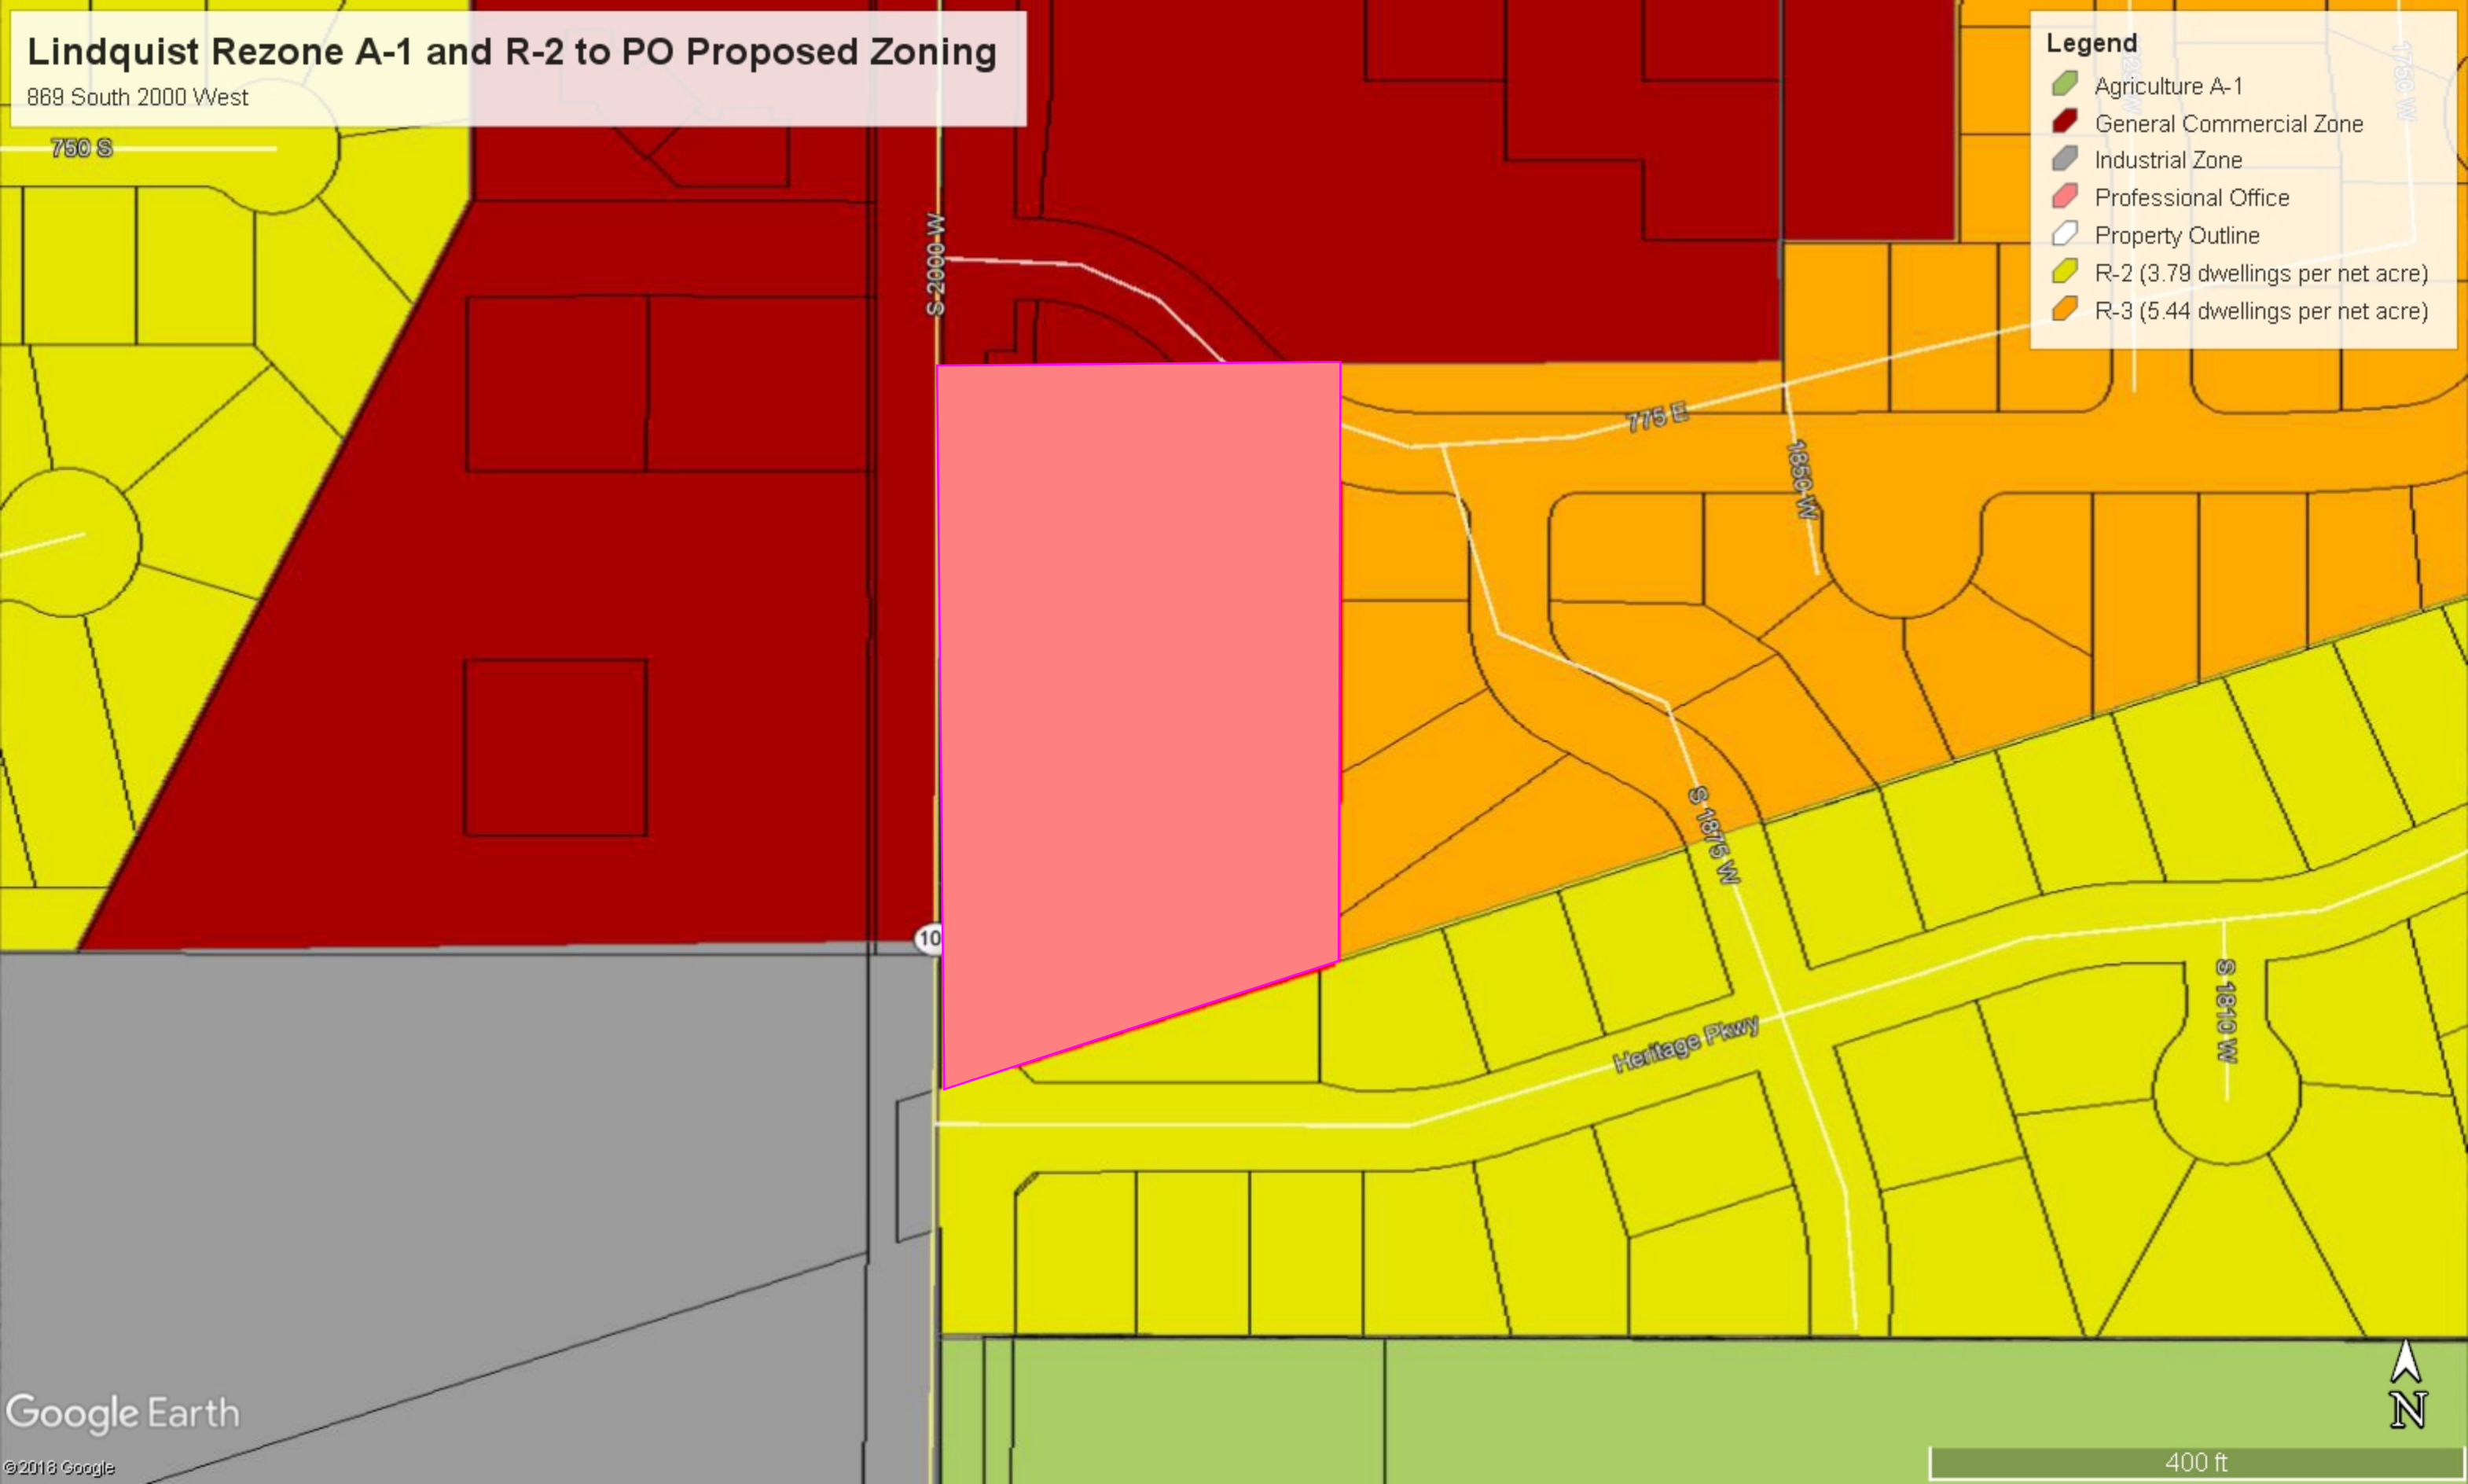 Lindquist Rezone A-1 and R-2 to PO Proposed Zoning
869 South 2000 West
Legend
Agriculture A-1
General Commercial Zone
Industrial Zone
Professional Office
Property Outline
R-2 (3.79 dwellings per net acre)
R-3 (5.44 dwellings per net acre)
750 S
S 2000 W
1750 W
775 E
1850 W
S 1875 W
10
Heritage Pkwy
S 1810 W
N
Google Earth
©2018 Google
400 ft